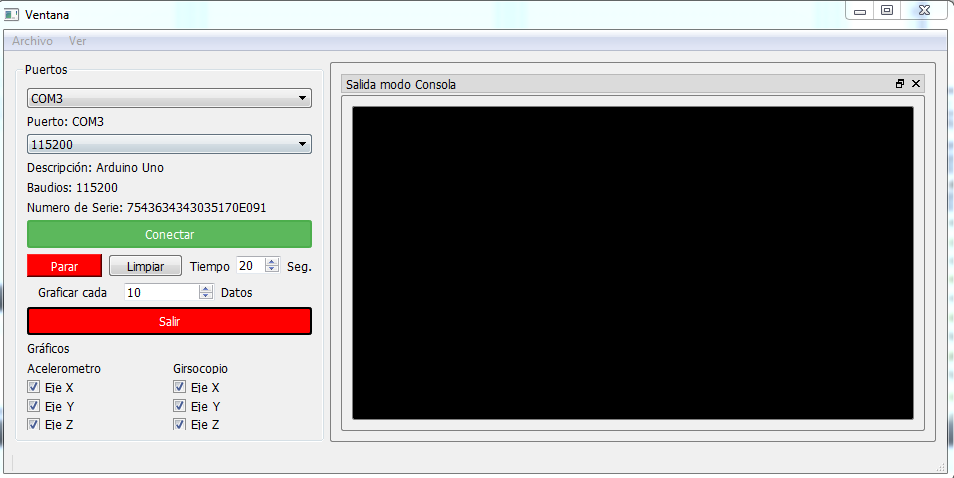 Ventana
Archivo Ver
Puertos
COM3
Puerto: COM3
115200
Descripción: Arduino Uno
Baudios: 115200
Numero de Serie: 7543634343035170E091
Conectar
Parar Limpiar Tiempo 20 Seg.
Graficar cada 10 Datos
Salir
Gráficos
Acelerometro Girsocopio
Eje X Eje X
Eje Y Eje Y
Eje Z Eje Z
Salida modo Consola